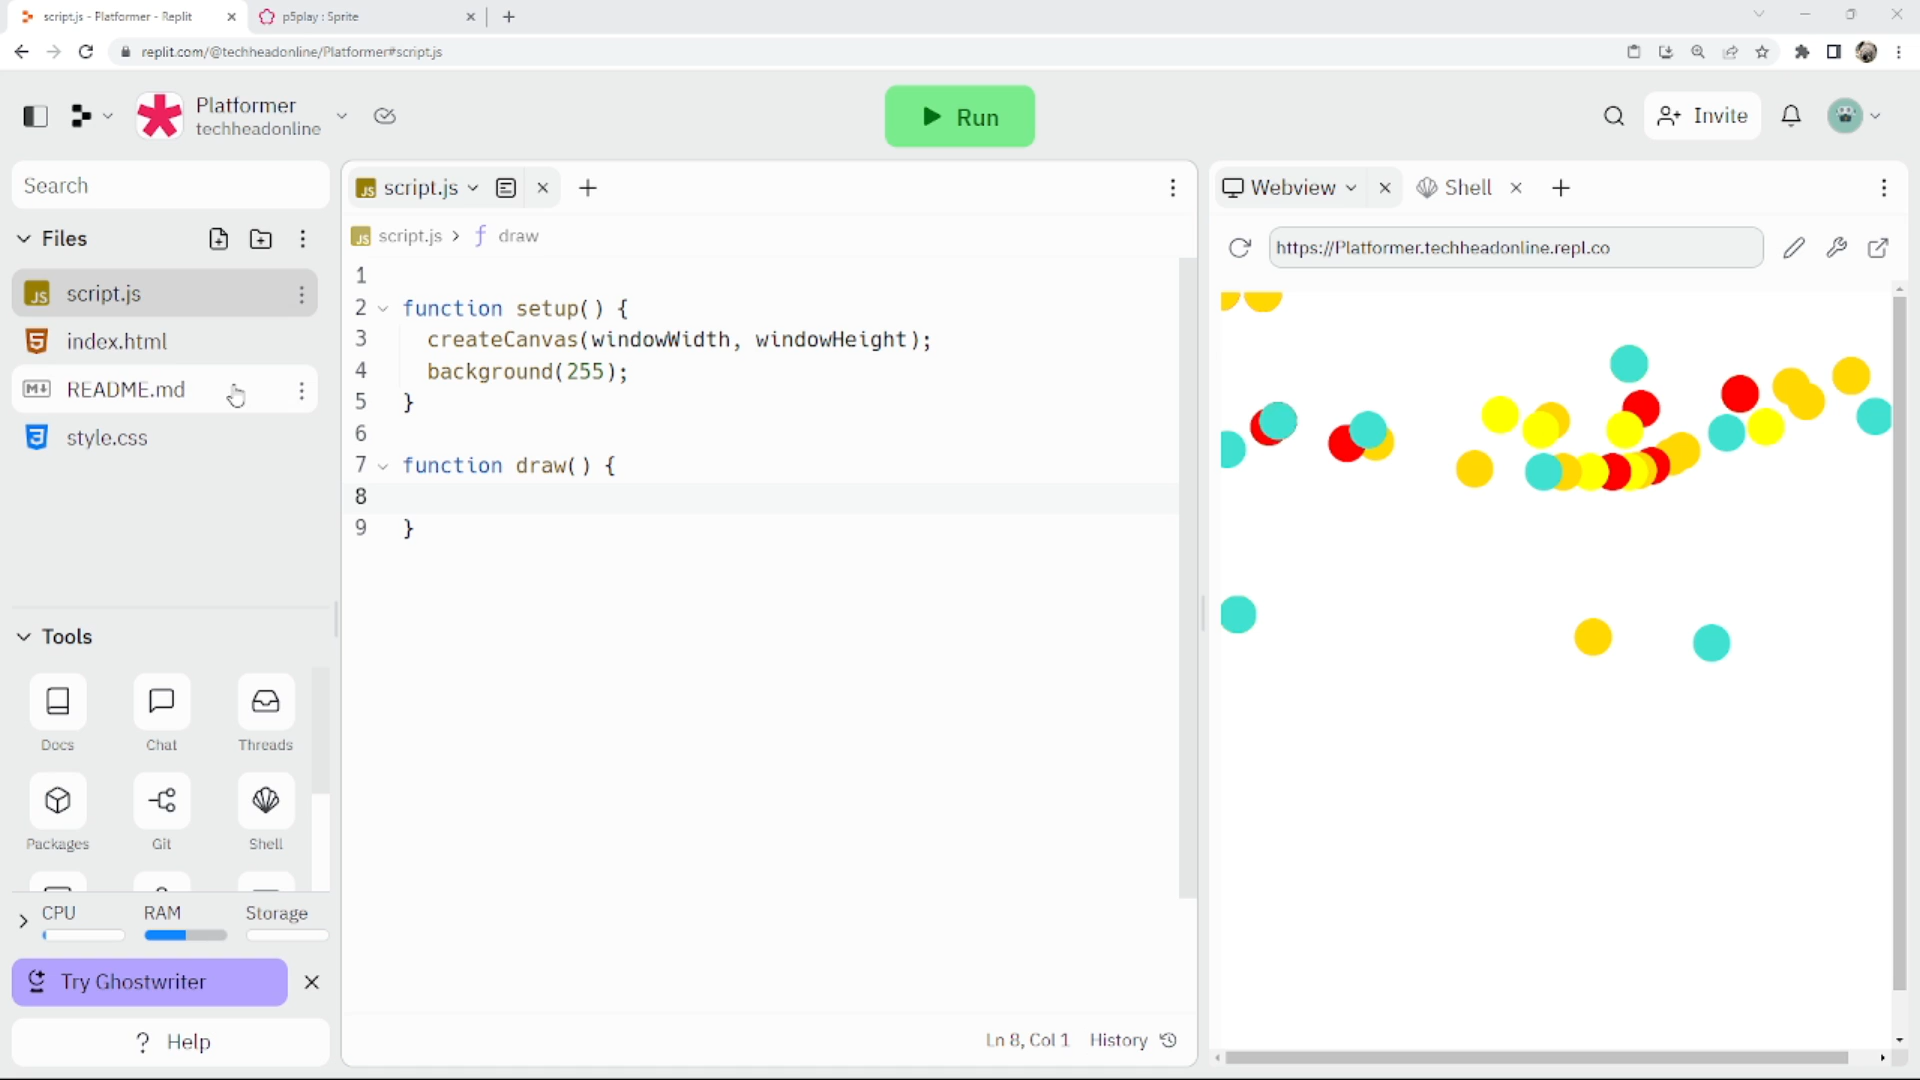 script.js - Platformer - Replit
p5play : Sprite
replit.com/@techheadonline/Platformer#script.js
Platformer
techheadonline
Run
Invite
Search
Files
JS script.js
index.html
M↓ README.md
style.css
Tools
Docs
Chat
Threads
Packages
Git
Shell
CPU
RAM
Storage
Try Ghostwriter
? Help
JS script.js
JS script.js > ƒ draw
1
2 function setup() {
3 createCanvas(windowWidth, windowHeight);
4 background(255);
5 }
6
7 function draw() {
8
9 }
Ln 8, Col 1 History
Webview
Shell
https://Platformer.techheadonline.repl.co